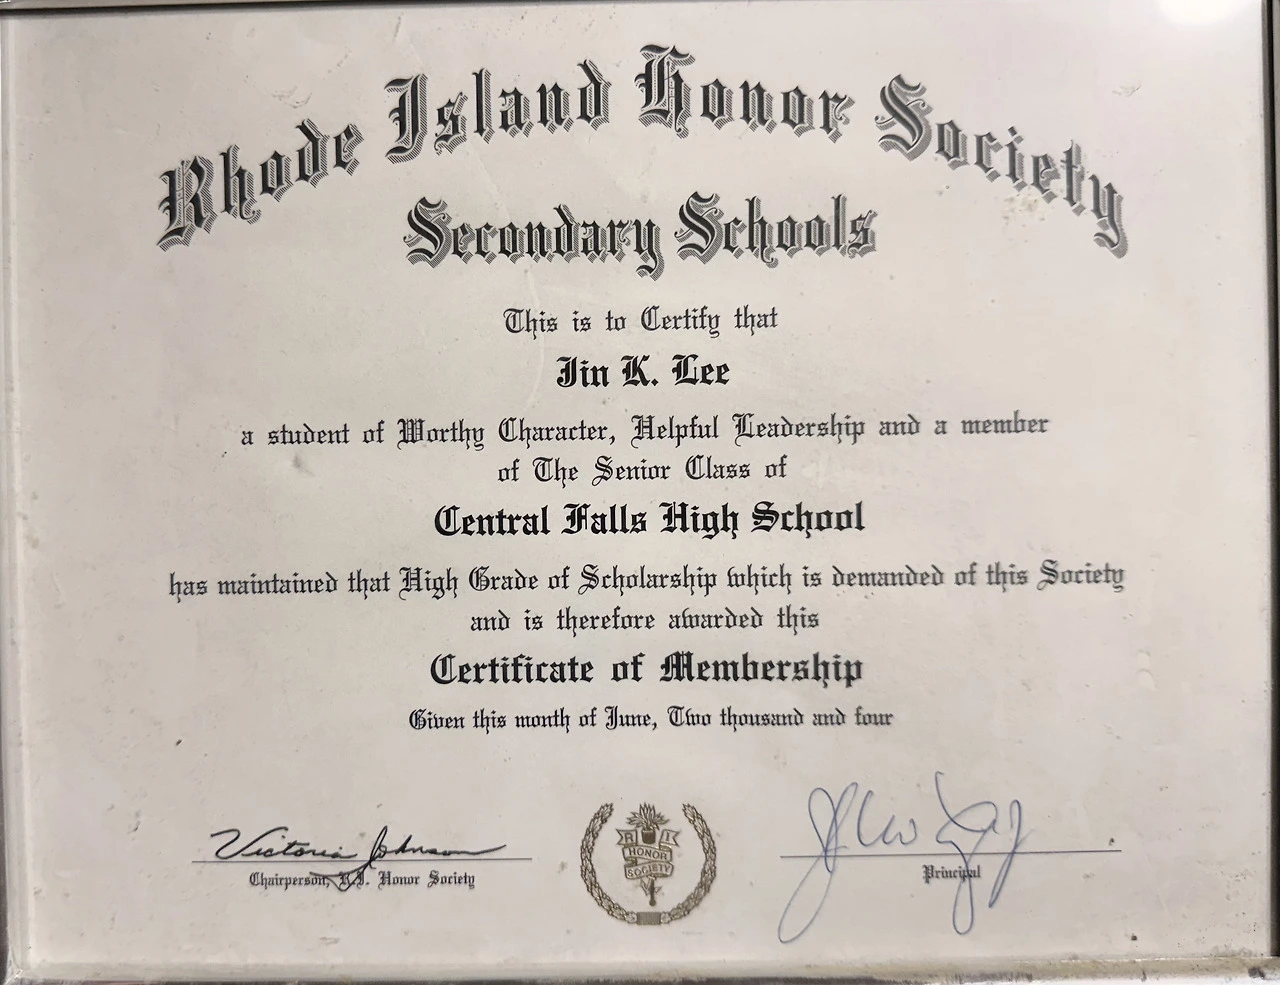 Rhode Island Honor Society
Secondary Schools
This is to Certify that
Jin K. Lee
a student of Worthy Character, Helpful Leadership and a member
of The Senior Class of
Central Falls High School
has maintained that High Grade of Scholarship which is demanded of this Society
and is therefore awarded this
Certificate of Membership
Given this month of June, Two thousand and four
Victoria Johnson
Chairperson, R.I. Honor Society
R I
HONOR
SOCIETY
Principal